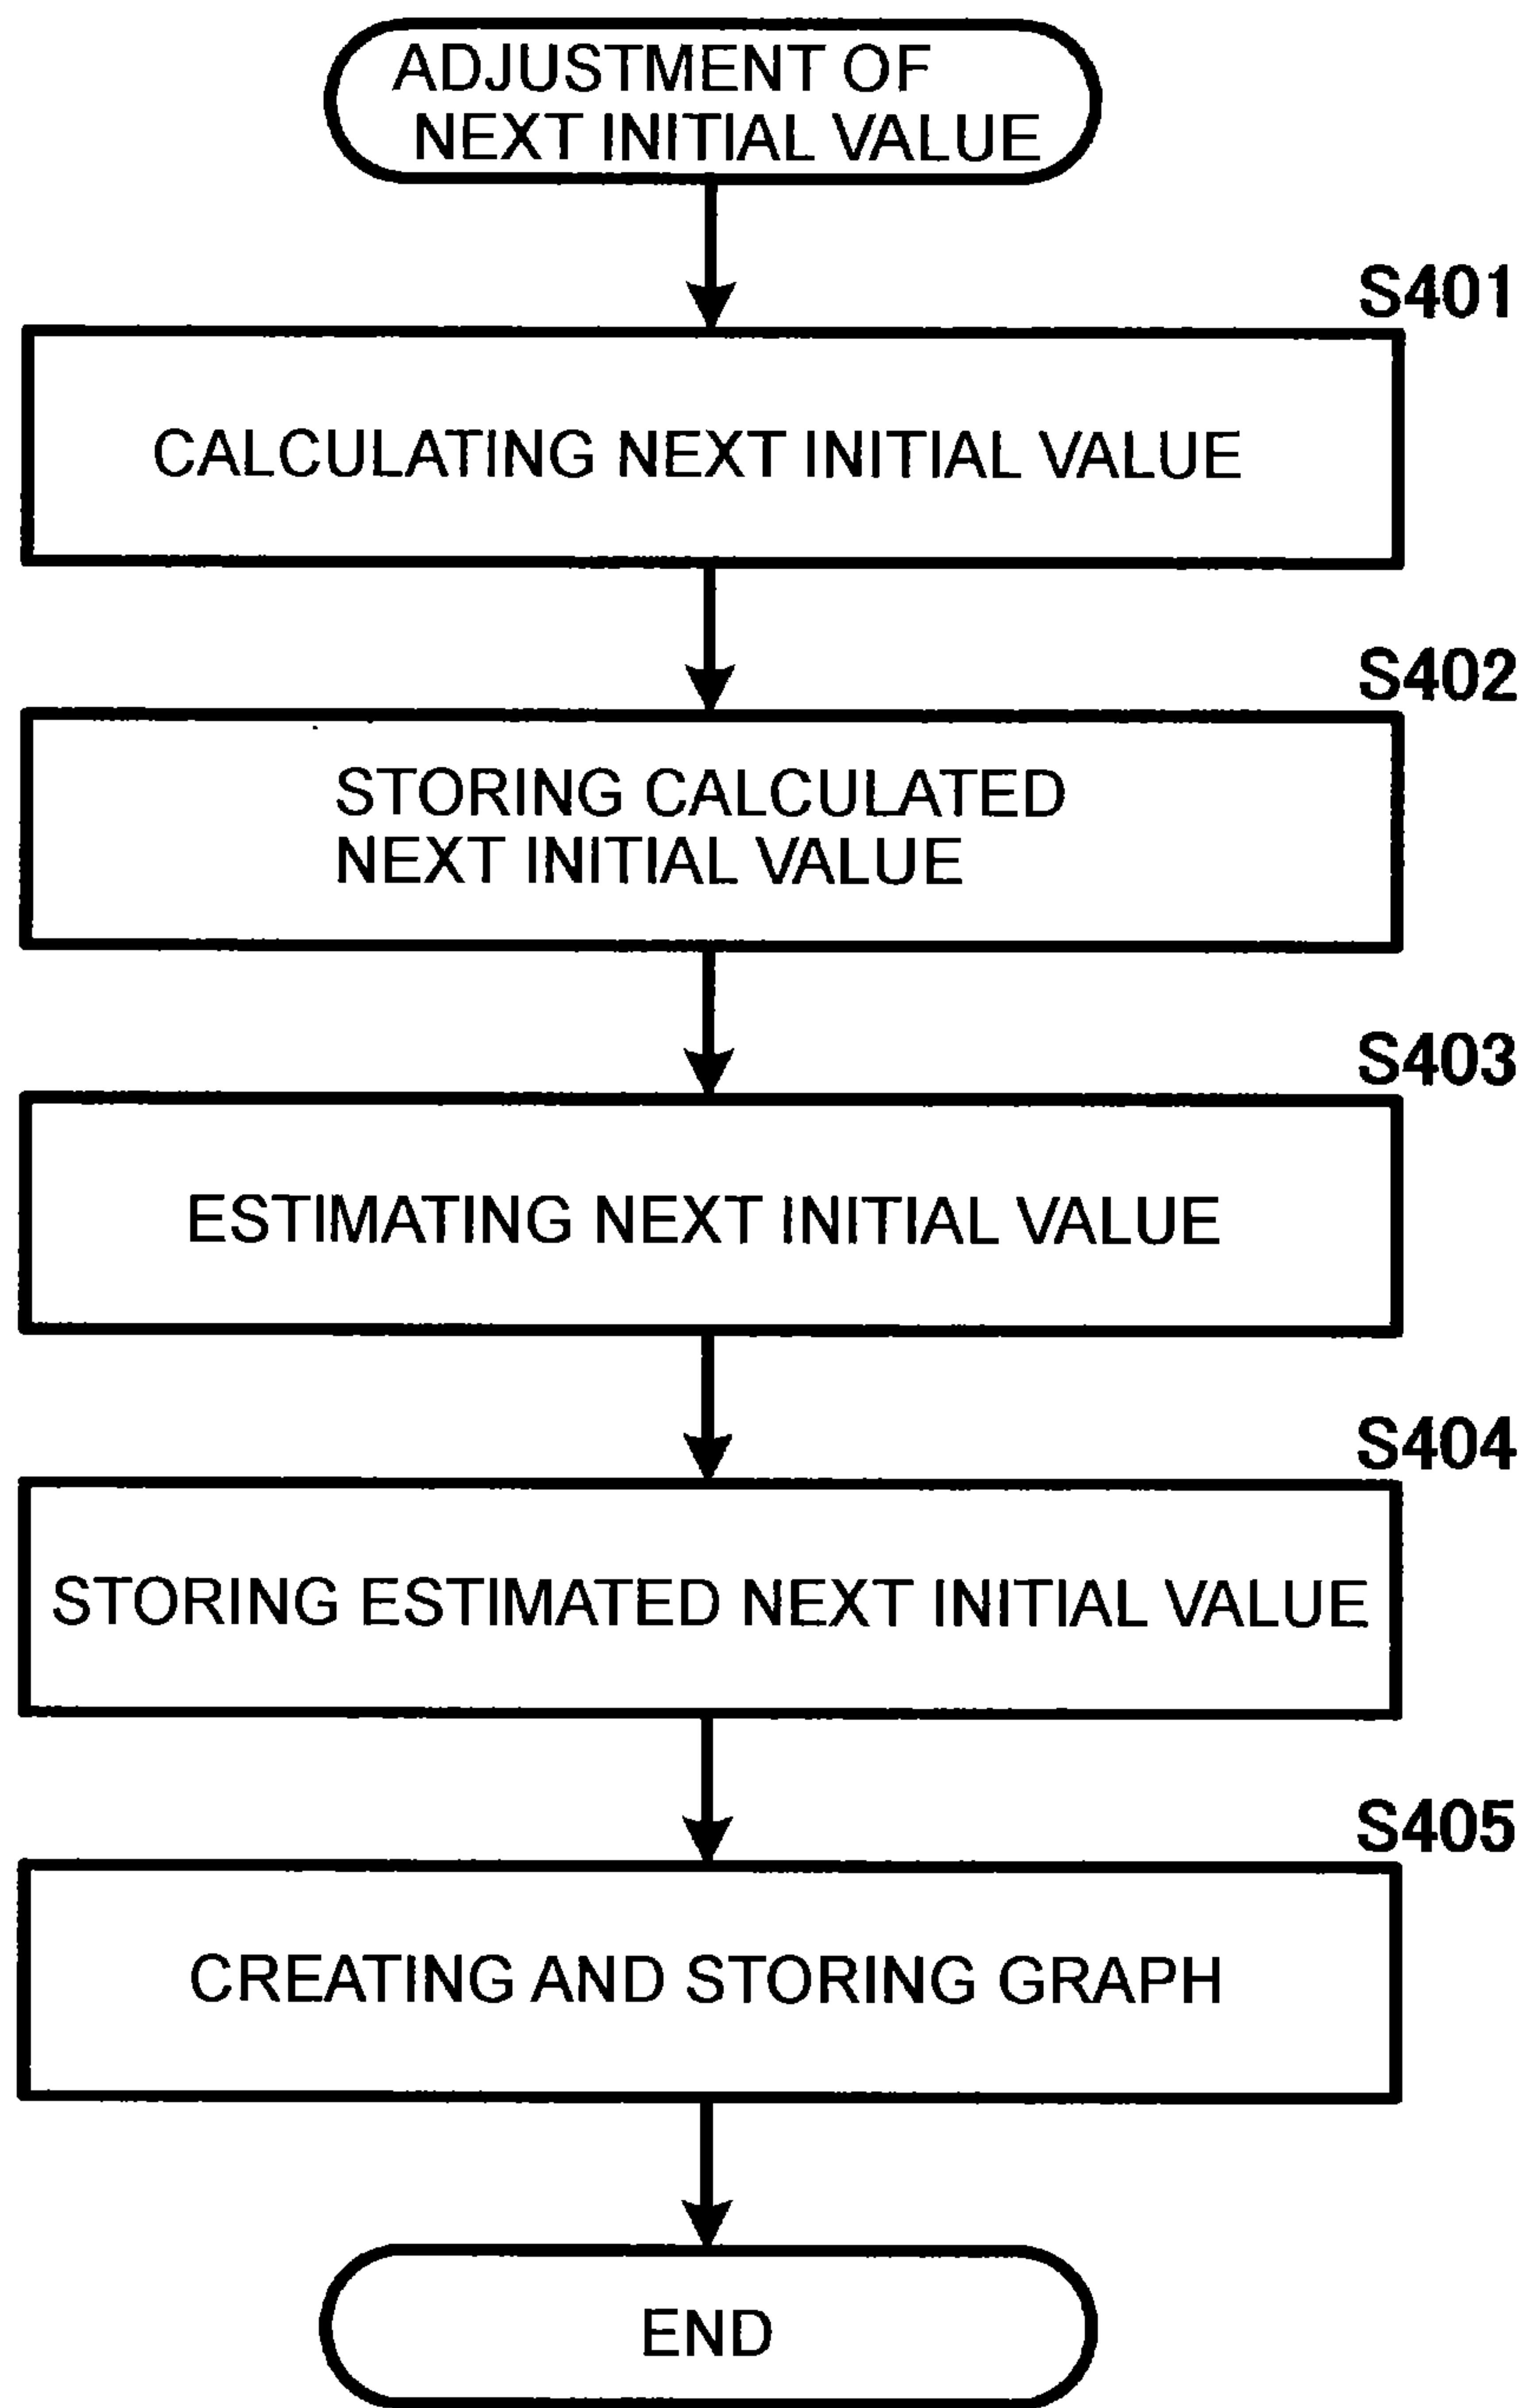 ADJUSTMENT OF
NEXT INITIAL VALUE
S401
CALCULATING NEXT INITIAL VALUE
S402
STORING CALCULATED
NEXT INITIAL VALUE
S403
ESTIMATING NEXT INITIAL VALUE
S404
STORING ESTIMATED NEXT INITIAL VALUE
S405
CREATING AND STORING GRAPH
END